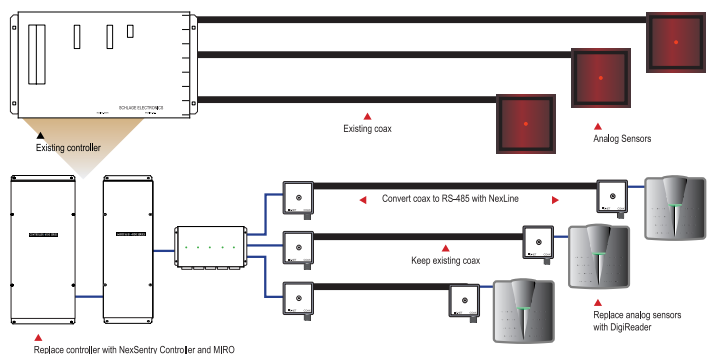 SCHLAGE ELECTRONICS
Existing controller
Existing coax
Analog Sensors
Convert coax to RS-485 with NexLine
Keep existing coax
Replace analog sensors
with DigiReader
Replace controller with NexSentry Controller and MIRO